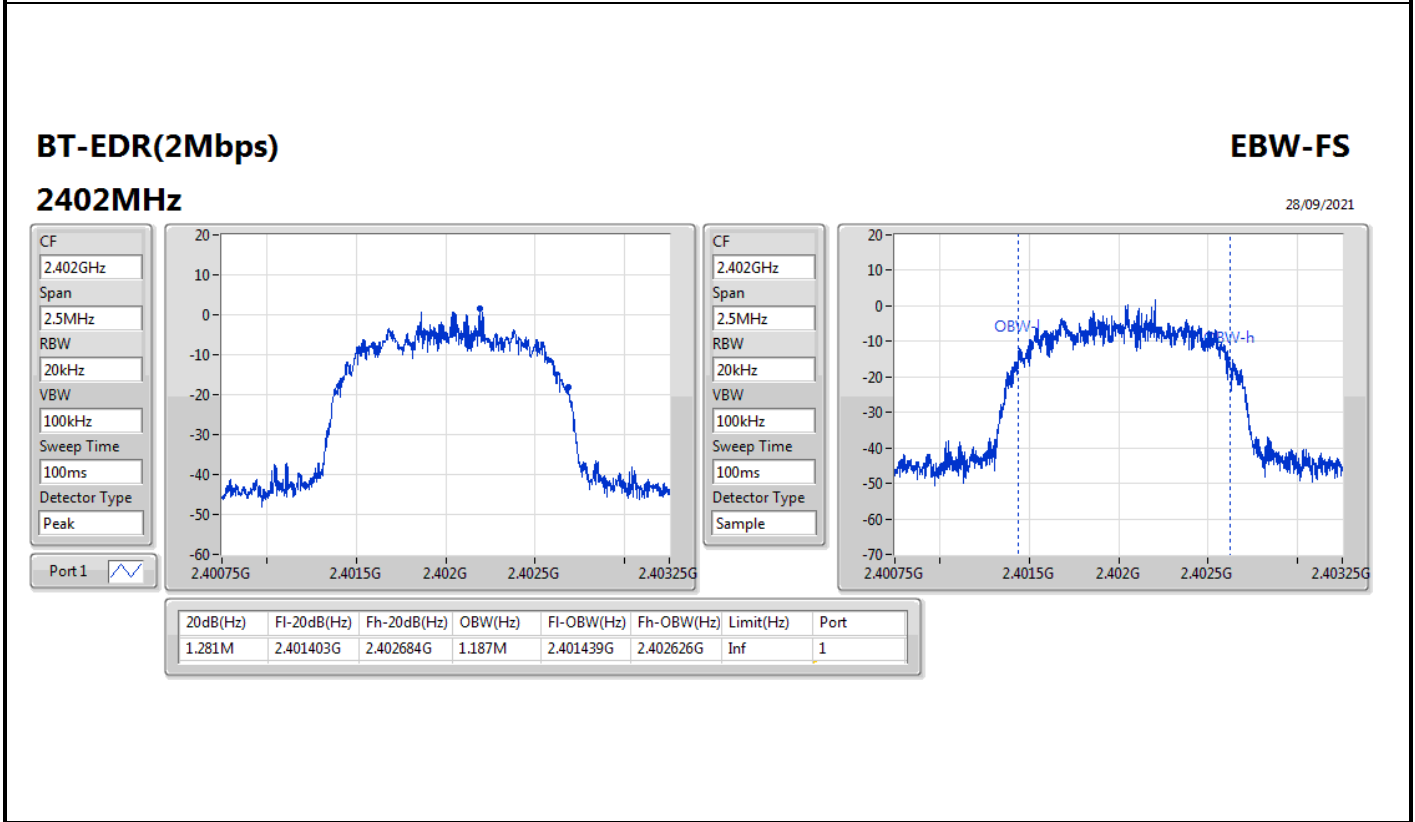 BT-EDR(2Mbps)
EBW-FS
2402MHz
28/09/2021
CF
2.402GHz
Span
2.5MHz
RBW
20kHz
VBW
100kHz
Sweep Time
100ms
Detector Type
Peak
Port 1
20
10
0
-10
-20
-30
-40
-50
-60
2.40075G 2.4015G 2.402G 2.4025G 2.40325G
CF
2.402GHz
Span
2.5MHz
RBW
20kHz
VBW
100kHz
Sweep Time
100ms
Detector Type
Sample
20
10
0
-10
-20
-30
-40
-50
-60
-70
OBW-l
OBW-h
2.40075G 2.4015G 2.402G 2.4025G 2.40325G
20dB(Hz) Fl-20dB(Hz) Fh-20dB(Hz) OBW(Hz) Fl-OBW(Hz) Fh-OBW(Hz) Limit(Hz) Port
1.281M 2.401403G 2.402684G 1.187M 2.401439G 2.402626G Inf 1